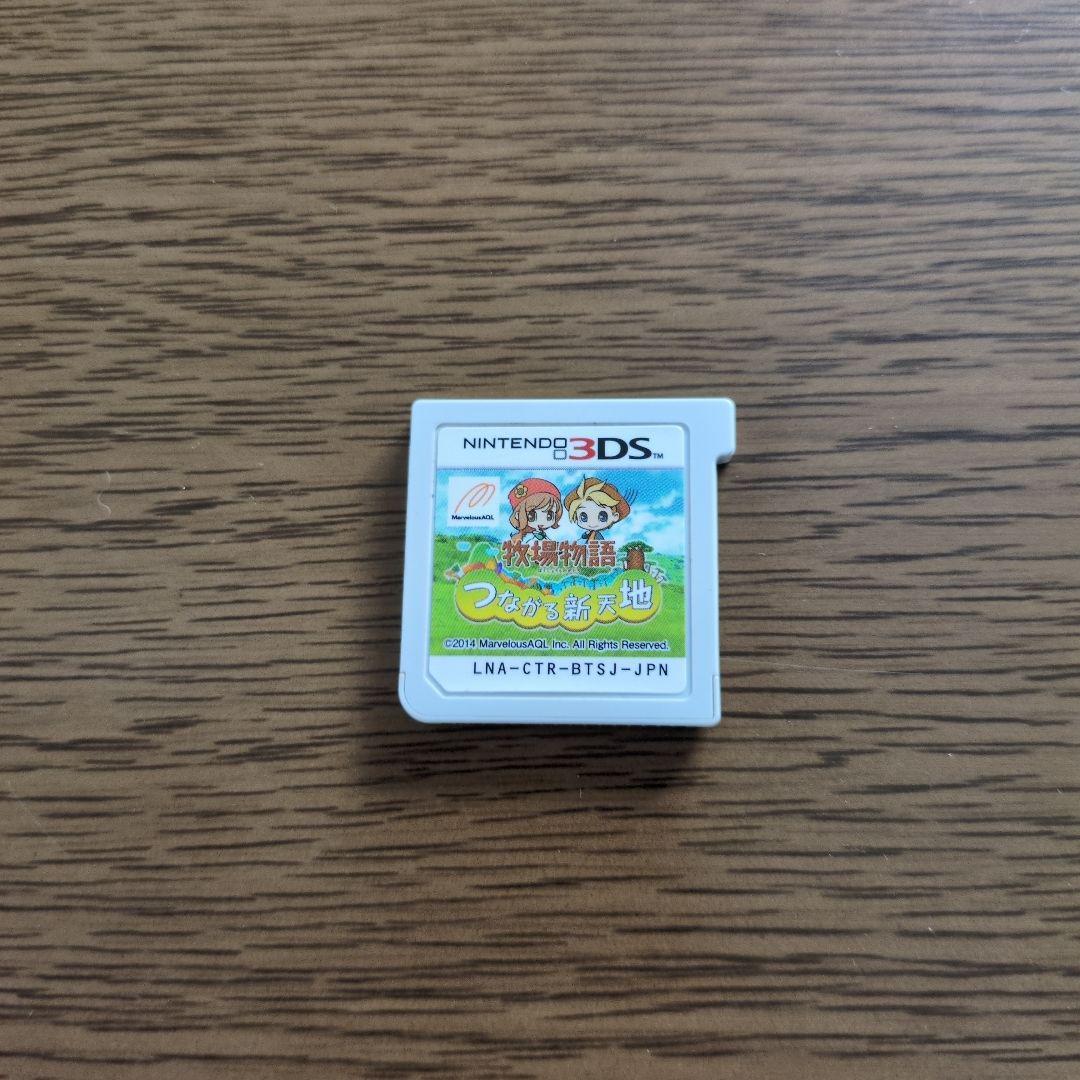 NINTENDO 3DS™
MarvelousAQL
牧場物語
つながる新天地
©2014 MarvelousAQL Inc. All Rights Reserved.
LNA-CTR-BTSJ-JPN